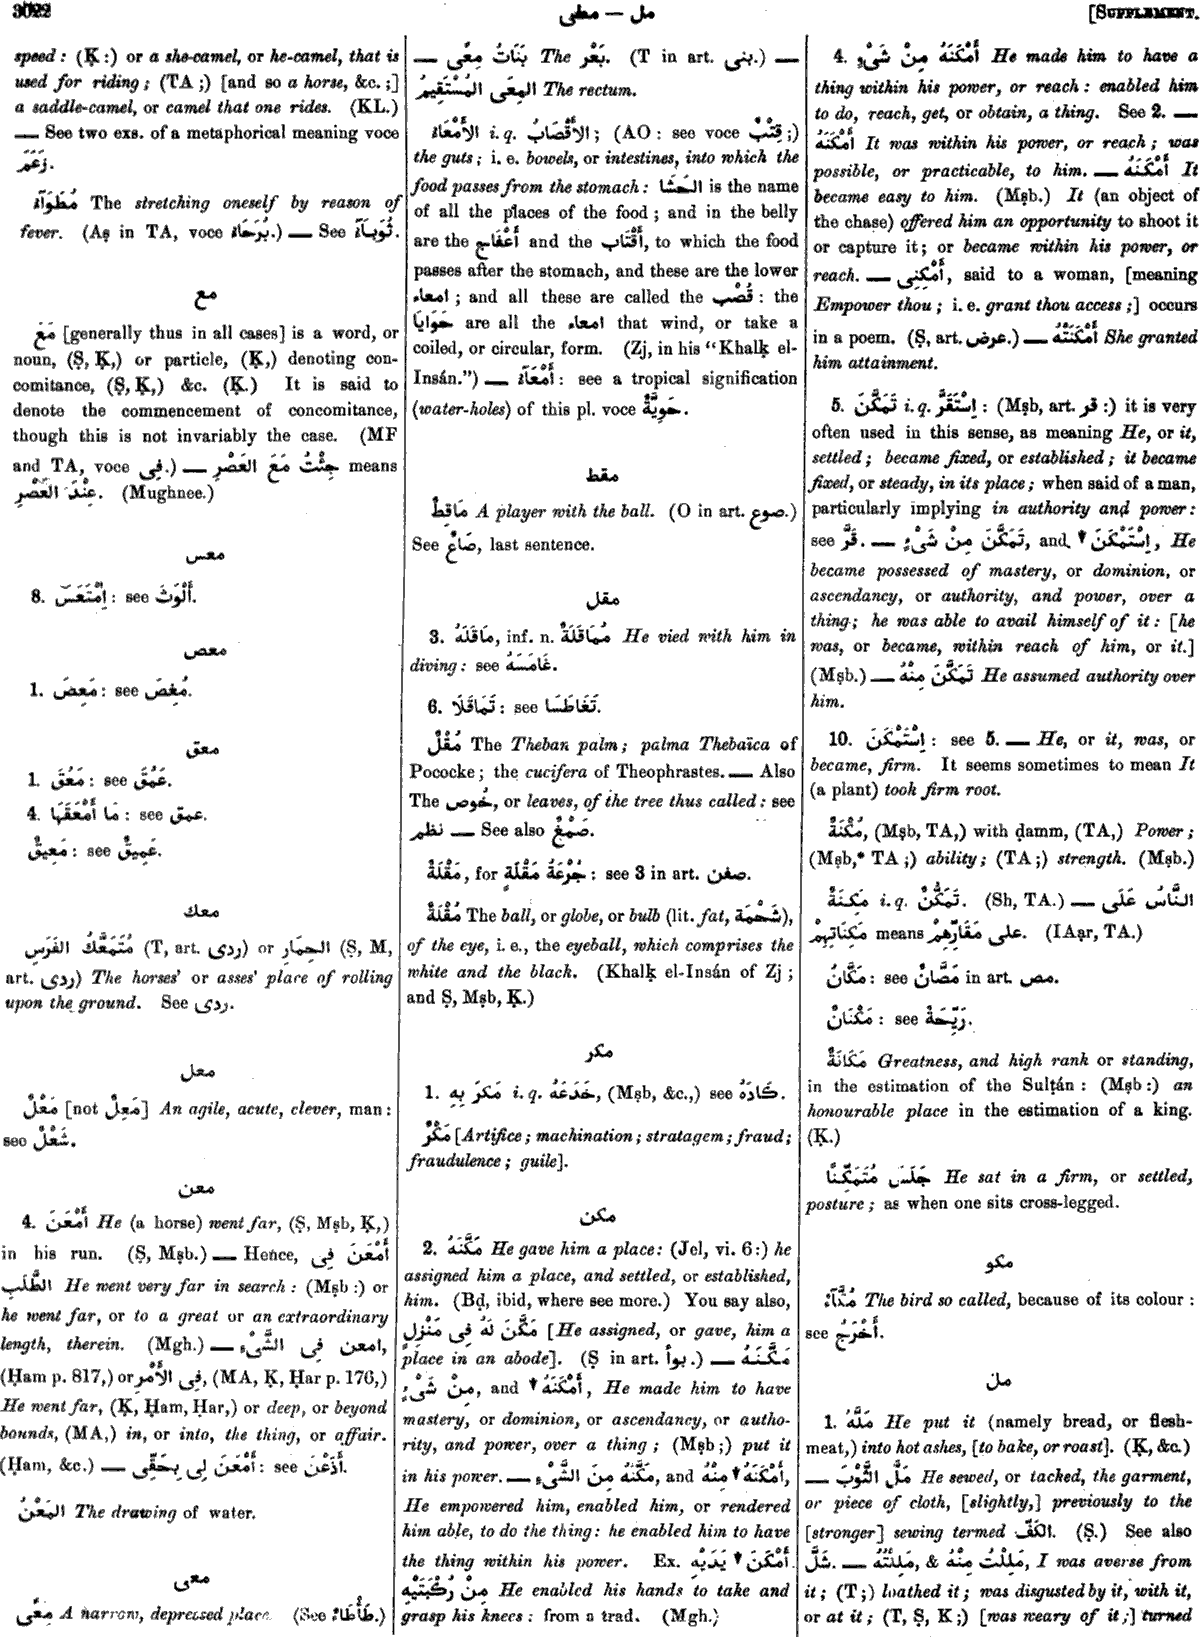 3022
مل — مطى
[SUPPLEMENT.
speed: (Ḳ:) or a she-camel, or he-camel, that is
used for riding; (TA;) [and so a horse, &c.;]
a saddle-camel, or camel that one rides. (KL.)
— See two exs. of a metaphorical meaning voce
زَعَمَ.
مُطَوَآءُ The stretching oneself by reason of
fever. (Aṣ in TA, voce بُرَحَآءُ.) — See ثُوَبَآءُ.
مع
مَعَ [generally thus in all cases] is a word, or
noun, (Ṣ, Ḳ,) or particle, (Ḳ,) denoting con-
comitance, (Ṣ, Ḳ,) &c. (Ḳ.) It is said to
denote the commencement of concomitance,
though this is not invariably the case. (MF
and TA, voce فِى.) — جِئْتُ مَعَ العَصْرِ means
عِنْدَ العَصْرِ. (Mughnee.)
معس
8. إِمْتَعَسَ: see أَلْوَثَ.
معص
1. مَعِصَ: see مُغِصَ.
معق
1. مَعُقَ: see عَمُقَ.
4. مَا أَمْعَقَهَا: see عمق.
مَعِيقٌ: see عَمِيقٌ.
معك
مُتَمَعَّكُ الفَرَسِ (T, art. ردى) or الحِمَارِ (Ṣ, M,
art. ردى) The horses' or asses' place of rolling
upon the ground. See ردى.
معل
مَعْلٌ [not مَعِلٌ] An agile, acute, clever, man:
see شَعْلٌ.
معن
4. أَمْعَنَ He (a horse) went far, (Ṣ, Mṣb, Ḳ,)
in his run. (Ṣ, Mṣb.) — Hence, أَمْعَنَ فِى
الطَّلَبِ He went very far in search: (Mṣb:) or
he went far, or to a great or an extraordinary
length, therein. (Mgh.) — امعن فِى الشَّىْءِ,
(Ḥam p. 817,) or فِى الأَمْرِ, (MA, Ḳ, Ḥar p. 176,)
He went far, (Ḳ, Ḥam, Ḥar,) or deep, or beyond
bounds, (MA,) in, or into, the thing, or affair.
(Ḥam, &c.) — أَمْعَنَ لِى بِحَقِّى: see أَذْعَنَ.
المَعْنُ The drawing of water.
معى
مِعًى A narrow, depressed place. (See طَأْطَاءٌ.)
— بَنَاتُ مِعًى The بَعْر. (T in art. بنى.) —
المِعَى المُسْتَقِيمُ The rectum.
الأَمْعَآءُ i. q. الأَقْصَابُ; (AO: see voce قِتْبٌ;)
the guts; i. e. bowels, or intestines, into which the
food passes from the stomach: الحَشَا is the name
of all the places of the food; and in the belly
are the أَعْفَاج and the أَقْتَاب, to which the food
passes after the stomach, and these are the lower
امعاء; and all these are called the قُصْب: the
حَوَايَا are all the امعاء that wind, or take a
coiled, or circular, form. (Zj, in his "Khalḳ el-
Insán.") — أَمْعَآءٌ: see a tropical signification
(water-holes) of this pl. voce حَوِيَّةٌ.
مقط
مَاقِطٌ A player with the ball. (O in art. صوع.)
See صَاعٌ, last sentence.
مقل
3. مَاقَلَهُ, inf. n. مُمَاقَلَةٌ He vied with him in
diving: see غَامَسَهُ.
6. تَمَاقَلَا: see تَغَاطَسَا.
مُقْلٌ The Theban palm; palma Thebaïca of
Pococke; the cucifera of Theophrastes. — Also
The خُوص, or leaves, of the tree thus called: see
نظم — See also صَمْغٌ.
مَقْلَةٌ, for جُرْعَةُ مَقْلَةٍ: see 3 in art. صفن.
مُقْلَةٌ The ball, or globe, or bulb (lit. fat, شَحْمَة),
of the eye, i. e., the eyeball, which comprises the
white and the black. (Khalḳ el-Insán of Zj;
and Ṣ, Mṣb, Ḳ.)
مكر
1. مَكَرَ بِهِ i. q. خَدَعَهُ, (Mṣb, &c.,) see كَادَهُ.
مَكْرٌ [Artifice; machination; stratagem; fraud;
fraudulence; guile].
مكن
2. مَكَّنَهُ He gave him a place: (Jel, vi. 6:) he
assigned him a place, and settled, or established,
him. (Bḍ, ibid, where see more.) You say also,
مَكَّنَ لَهُ فِى مَنْزِلٍ [He assigned, or gave, him a
place in an abode]. (Ṣ in art. بوأ.) — مَكَّنَهُ
مِنْ شَىْءٍ, and ▼ أَمْكَنَهُ, He made him to have
mastery, or dominion, or ascendancy, or autho-
rity, and power, over a thing; (Mṣb;) put it
in his power. — مَكَّنَهُ مِنَ الشَّىْءِ, and ▼ أَمْكَنَهُ مِنْهُ,
He empowered him, enabled him, or rendered
him able, to do the thing: he enabled him to have
the thing within his power. Ex. ▼ أَمْكَنَ يَدَيْهِ
مِنْ رُكْبَتَيْهِ He enabled his hands to take and
grasp his knees: from a trad. (Mgh.)
4. أَمْكَنَهُ مِنْ شَىْءٍ He made him to have a
thing within his power, or reach: enabled him
to do, reach, get, or obtain, a thing. See 2. —
أَمْكَنَهُ It was within his power, or reach; was
possible, or practicable, to him. — أَمْكَنَهُ It
became easy to him. (Mṣb.) It (an object of
the chase) offered him an opportunity to shoot it
or capture it; or became within his power, or
reach. — أَمْكِنِى, said to a woman, [meaning
Empower thou; i. e. grant thou access;] occurs
in a poem. (Ṣ, art. عرض.) — أَمْكَنَتْهُ She granted
him attainment.
5. تَمَكَّنَ i. q. إِسْتَقَرَّ: (Mṣb, art. قر:) it is very
often used in this sense, as meaning He, or it,
settled; became fixed, or established; it became
fixed, or steady, in its place; when said of a man,
particularly implying in authority and power:
see قَرَّ. — تَمَكَّنَ مِنْ شَىْءٍ, and ▼ إِسْتَمْكَنَ, He
became possessed of mastery, or dominion, or
ascendancy, or authority, and power, over a
thing; he was able to avail himself of it: [he
was, or became, within reach of him, or it.]
(Mṣb.) — تَمَكَّنَ مِنْهُ He assumed authority over
him.
10. إِسْتَمْكَنَ: see 5. — He, or it, was, or
became, firm. It seems sometimes to mean It
(a plant) took firm root.
مُكْنَةٌ, (Mṣb, TA,) with ḍamm, (TA,) Power;
(Mṣb,* TA;) ability; (TA;) strength. (Mṣb.)
مَكِنَةٌ i. q. تَمَكُّنٌ. (Sh, TA.) — النَّاسُ عَلَى
مَكِنَاتِهِمْ means على مَقَارِّهِمْ. (IAạr, TA.)
مَكَّانُ: see مَصَّانُ in art. مص.
مَكْنَانٌ: see رَيِّحَةٌ.
مَكَانَةٌ Greatness, and high rank or standing,
in the estimation of the Sulṭán: (Mṣb:) an
honourable place in the estimation of a king.
(Ḳ.)
جَلَسَ مُتَمَكِّنًا He sat in a firm, or settled,
posture; as when one sits cross-legged.
مكو
مُكَّآءٌ The bird so called, because of its colour:
see أَخْرَجُ.
مل
1. مَلَّهُ He put it (namely bread, or flesh-
meat,) into hot ashes, [to bake, or roast]. (Ḳ, &c.)
— مَلَّ الثَّوْبَ He sewed, or tacked, the garment,
or piece of cloth, [slightly,] previously to the
[stronger] sewing termed الكَفّ. (Ṣ.) See also
شَلَّ. — مَلِلْتُهُ, & مَلِلْتُ مِنْهُ, I was averse from
it; (T;) loathed it; was disgusted by it, with it,
or at it; (T, Ṣ, K;) [was weary of it;] turned